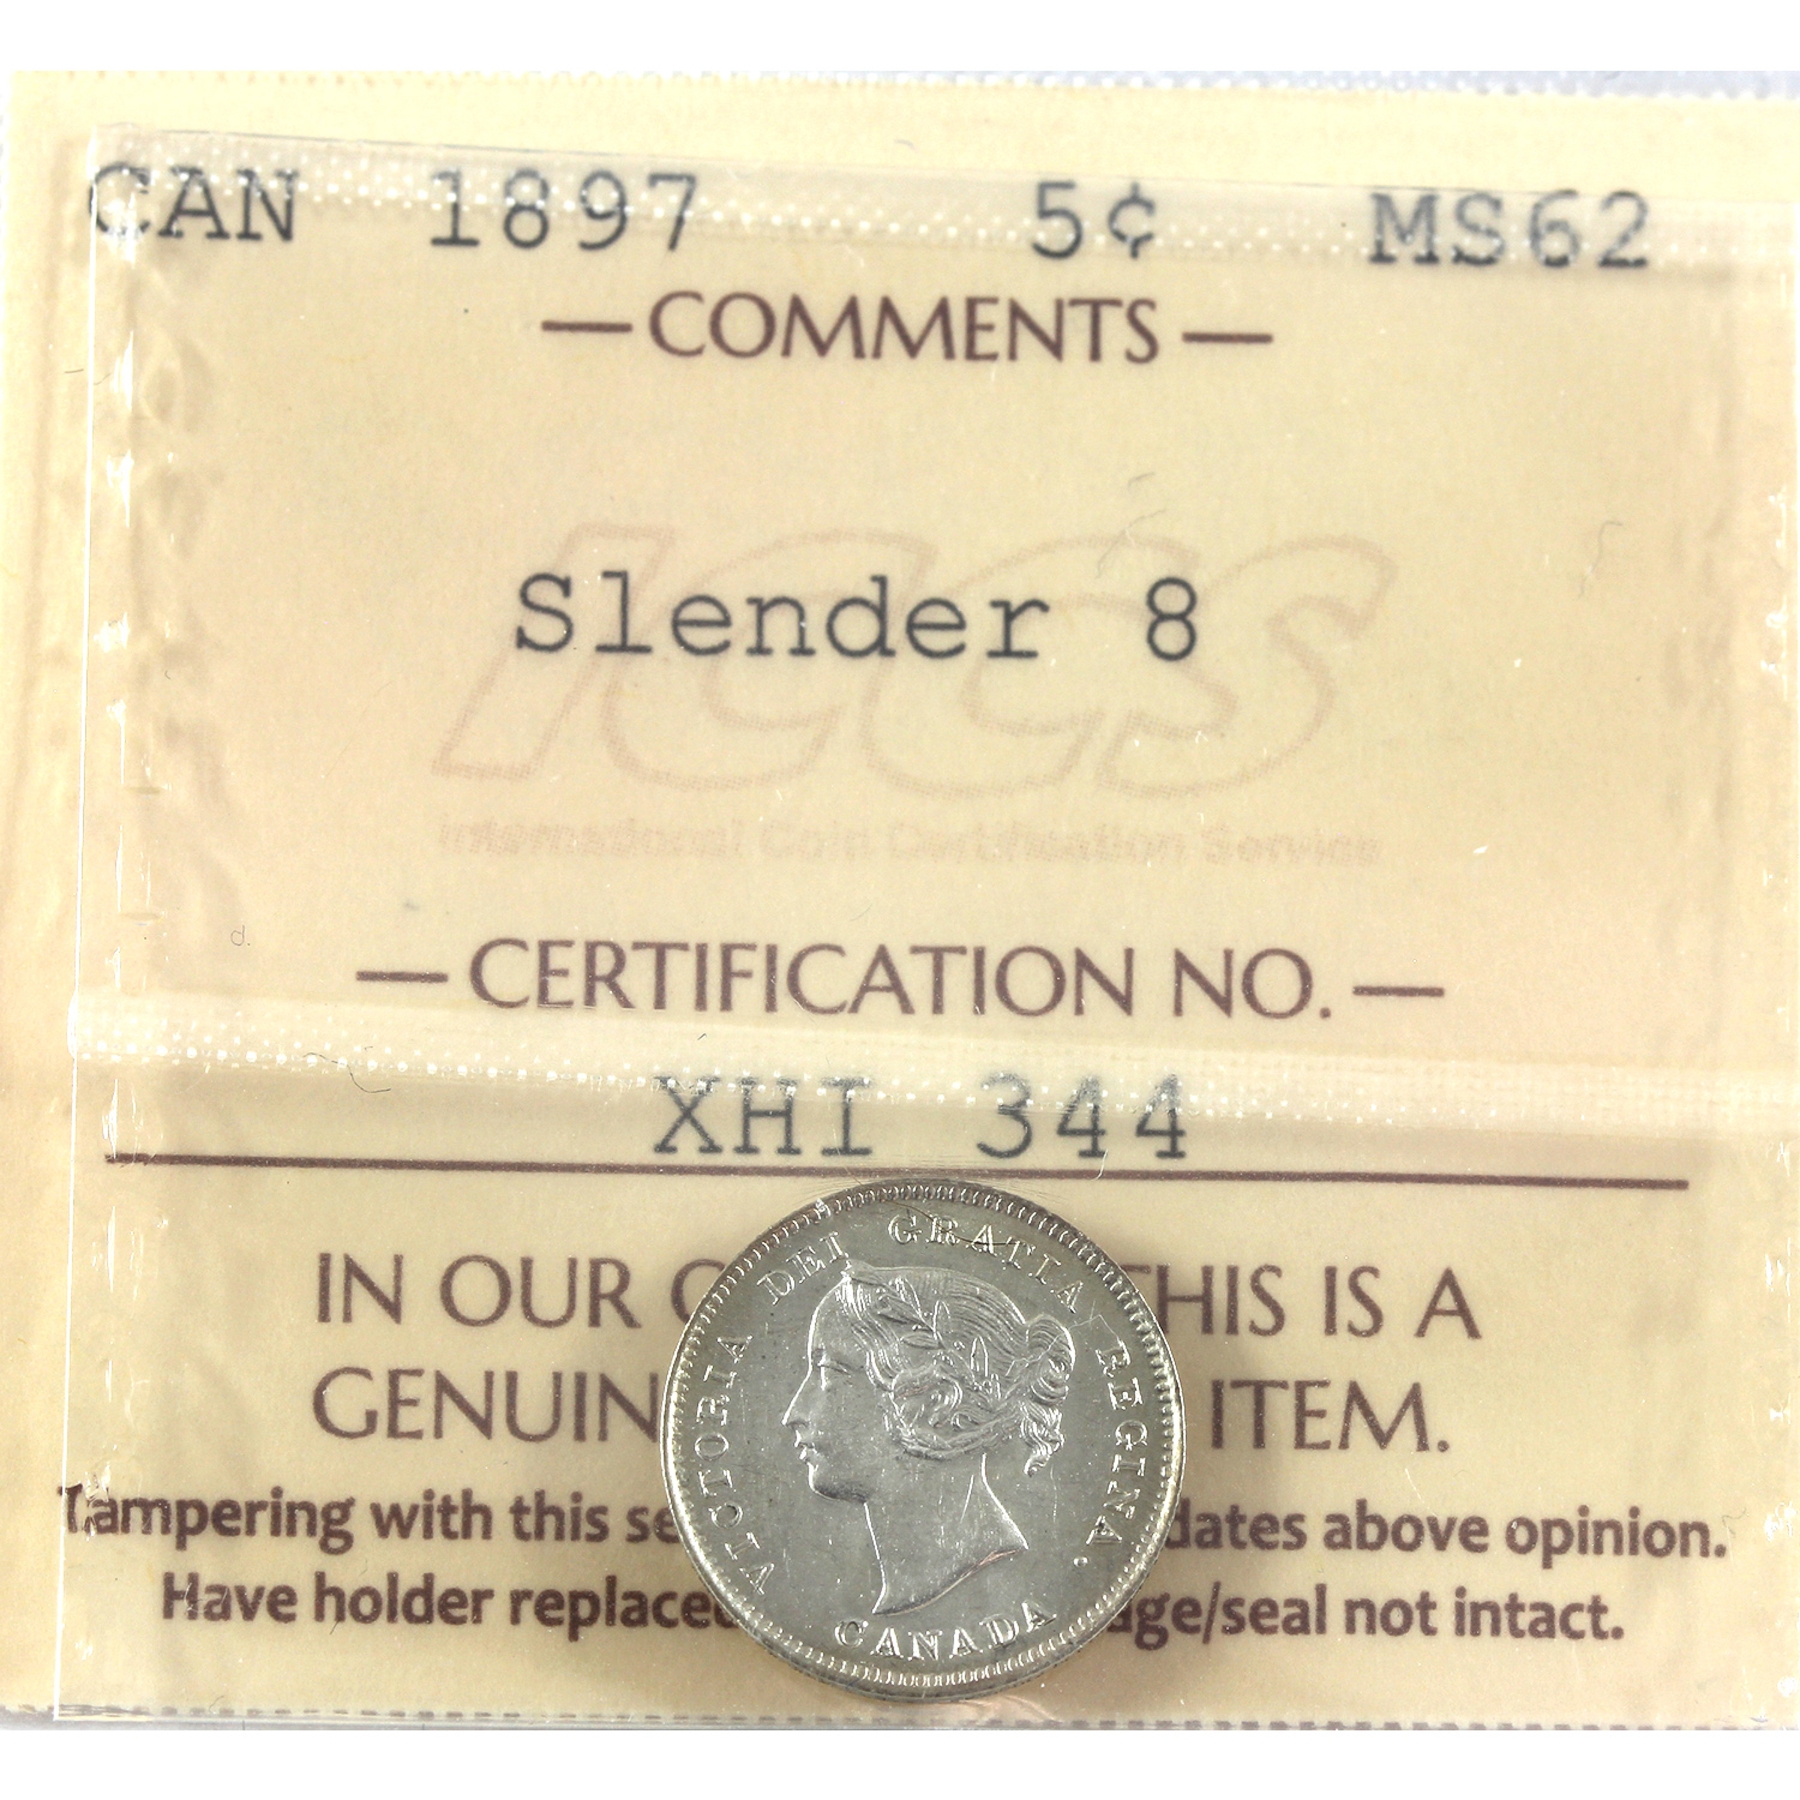 CAN 1897 5¢ MS62
— COMMENTS —
Slender 8
ICCS
International Coin Certification Service
d.
— CERTIFICATION NO. —
XHI 344
IN OUR THIS IS A
GENUIN ITEM.
Tampering with this se dates above opinion.
Have holder replaced age/seal not intact.
VICTORIA DEI GRATIA REGINA.
CANADA